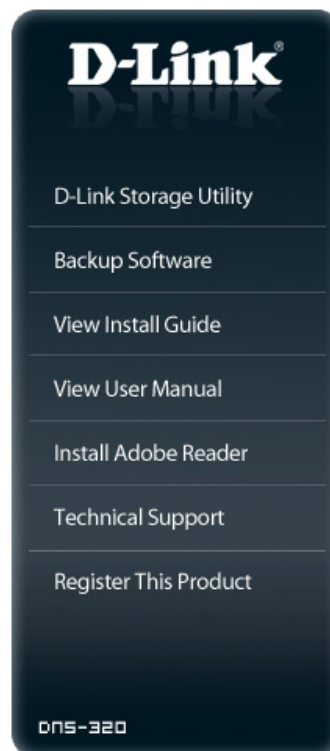 D-Link®
D-Link Storage Utility
Backup Software
View Install Guide
View User Manual
Install Adobe Reader
Technical Support
Register This Product
DNS-320